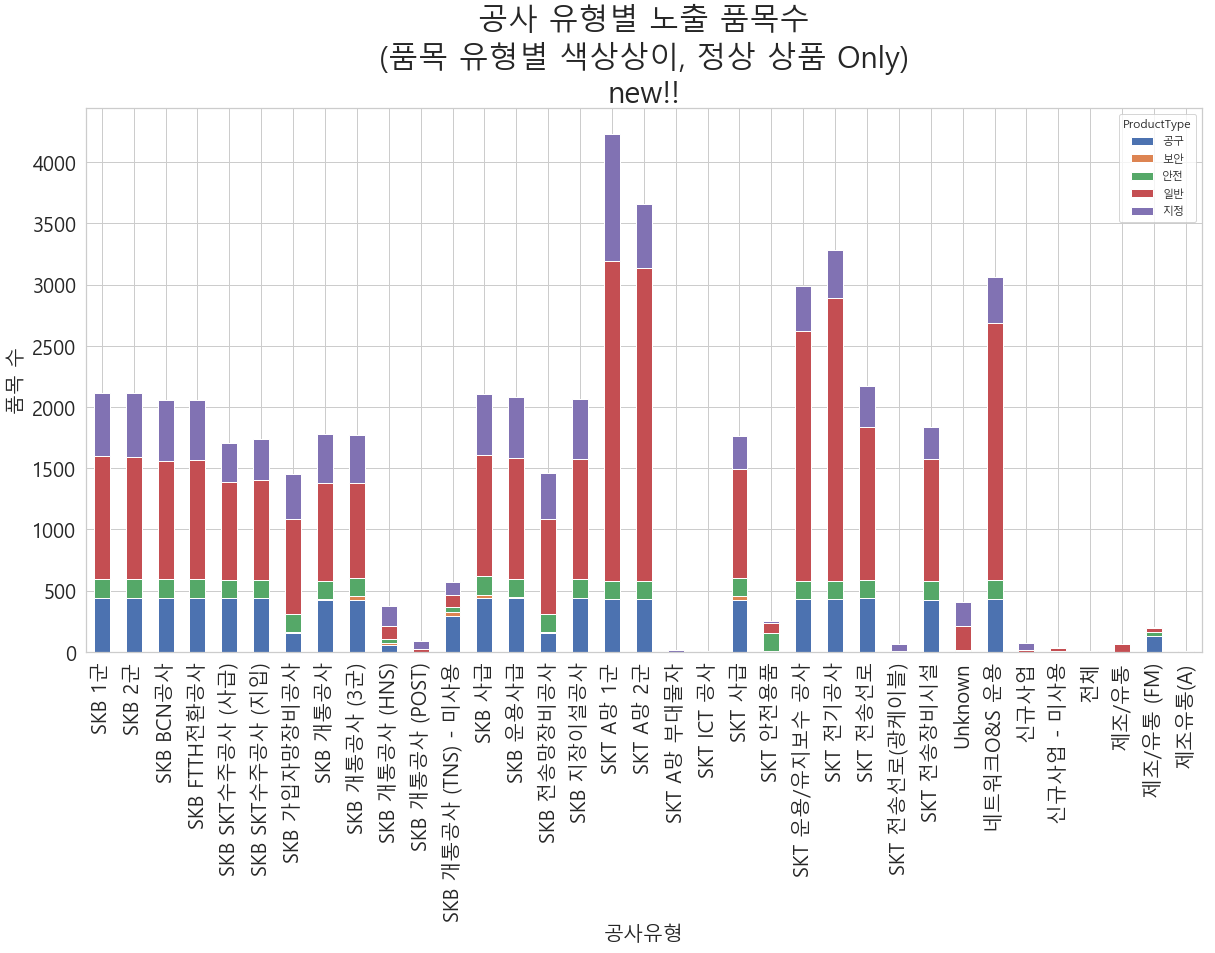 공사 유형별 노출 품목수
(품목 유형별 색상상이, 정상 상품 Only)
new!!
ProductType
공구
보안
안전
일반
지정
품목 수
4000
3500
3000
2500
2000
1500
1000
500
0
SKB 1군
SKB 2군
SKB BCN공사
SKB FTTH전환공사
SKB SKT수주공사 (사급)
SKB SKT수주공사 (지입)
SKB 가입자망장비공사
SKB 개통공사
SKB 개통공사 (3군)
SKB 개통공사 (HNS)
SKB 개통공사 (POST)
SKB 개통공사 (TNS) - 미사용
SKB 사급
SKB 운용사급
SKB 전송망장비공사
SKB 지장이설공사
SKT A망 1군
SKT A망 2군
SKT A망 부대물자
SKT ICT 공사
SKT 사급
SKT 안전용품
SKT 운용/유지보수 공사
SKT 전기공사
SKT 전송선로
SKT 전송선로(광케이블)
SKT 전송장비시설
Unknown
네트워크O&S 운용
신규사업
신규사업 - 미사용
전체
제조/유통
제조/유통 (FM)
제조유통(A)
공사유형